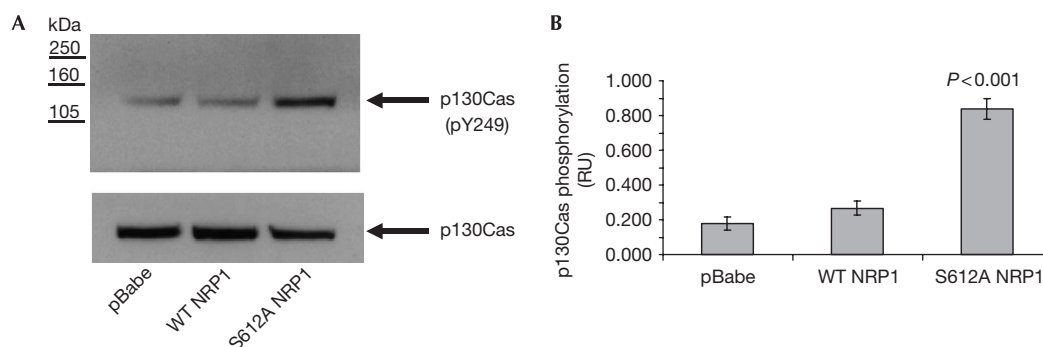 A
kDa
250
160
105
p130Cas
(pY249)
p130Cas
pBabe
WT NRP1
S612A NRP1
B
p130Cas phosphorylation
(RU)
1.000
0.800
0.600
0.400
0.200
0.000
P<0.001
pBabe
WT NRP1
S612A NRP1